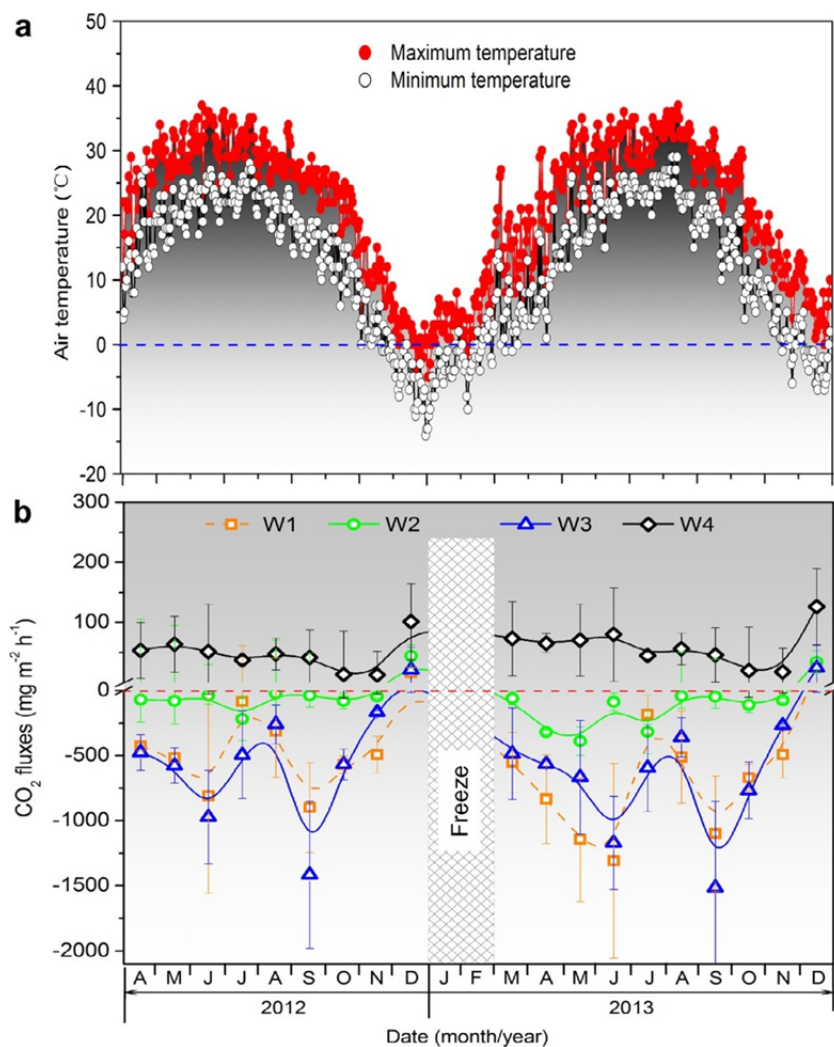 a
50
40
30
20
10
0
-10
-20
Air temperature (℃)
Maximum temperature
Minimum temperature
b
300
200
100
0
-500
-1000
-1500
-2000
CO₂ fluxes (mg m⁻² h⁻¹)
W1 W2 W3 W4
Freeze
A M J J A S O N D J F M A M J J A S O N D
2012 2013
Date (month/year)